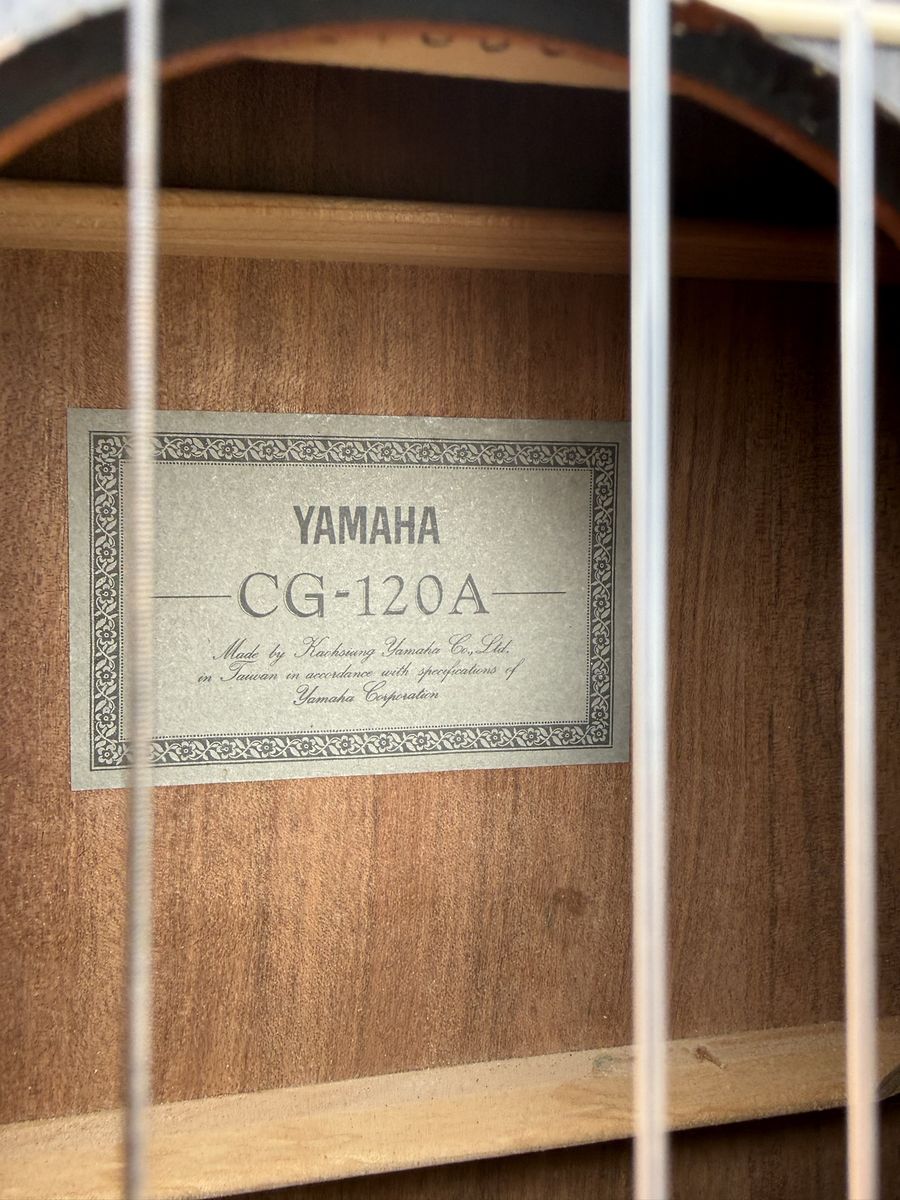 YAMAHA
CG-120A
Made by Kaohsiung Yamaha Co., Ltd.
in Taiwan in accordance with specifications of
Yamaha Corporation